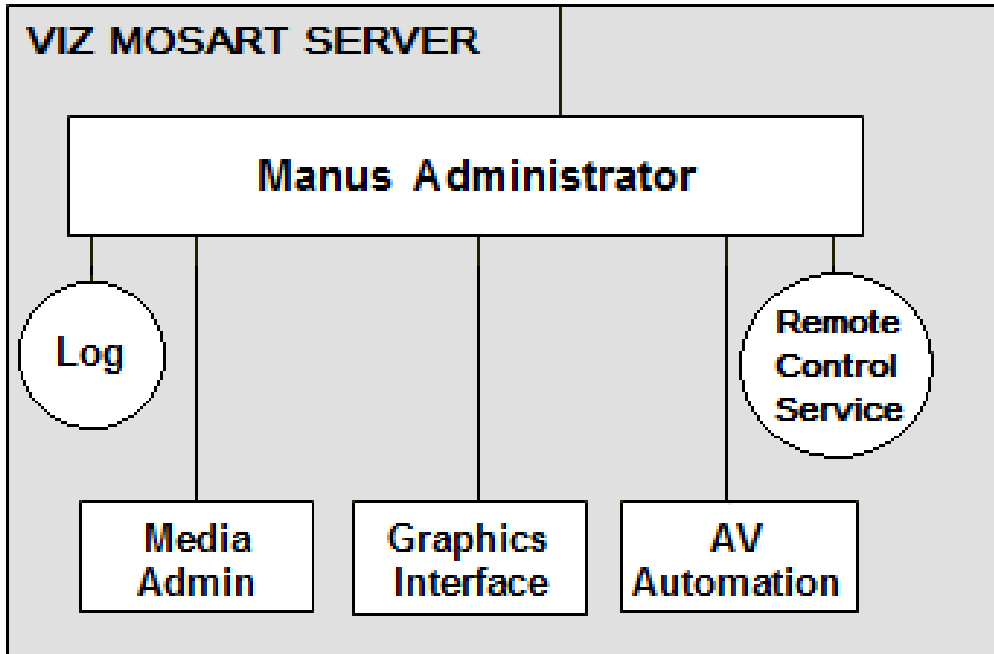 VIZ MOSART SERVER
Manus Administrator
Log
Remote
Control
Service
Media
Admin
Graphics
Interface
AV
Automation